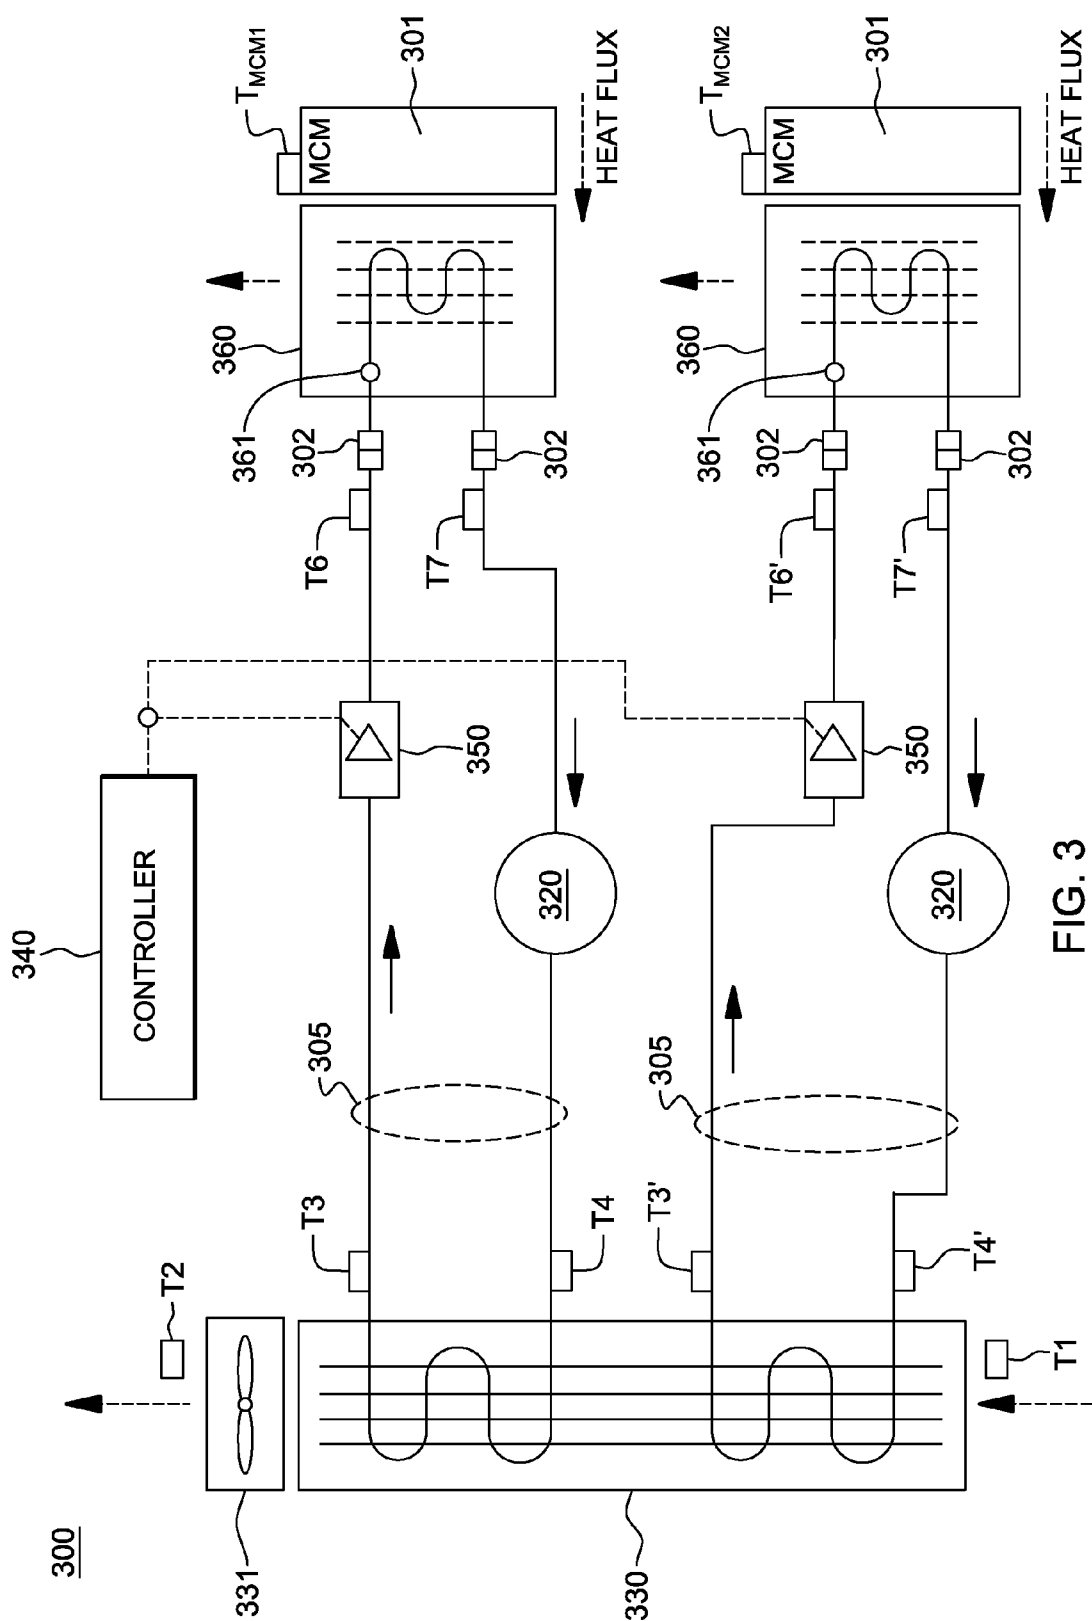 300
331
T2
340
CONTROLLER
T3
305
350
T6
302
361
360
TMCM1
MCM
301
HEAT FLUX
T4
320
T7
302
330
T3'
305
350
T6'
302
361
360
TMCM2
MCM
301
HEAT FLUX
T1
T4'
320
T7'
302
FIG. 3